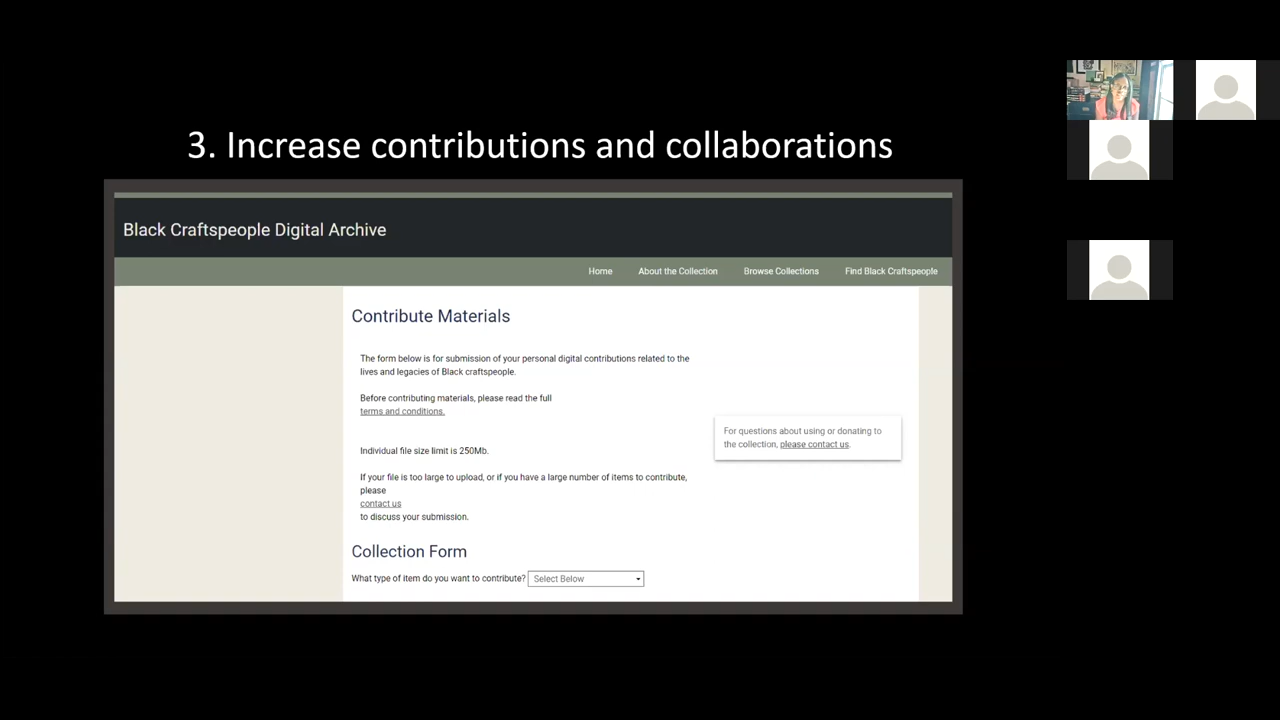 3. Increase contributions and collaborations
Black Craftspeople Digital Archive
Home About the Collection Browse Collections Find Black Craftspeople
Contribute Materials
The form below is for submission of your personal digital contributions related to the
lives and legacies of Black craftspeople.
Before contributing materials, please read the full
terms and conditions.
For questions about using or donating to
the collection, please contact us.
Individual file size limit is 250Mb.
If your file is too large to upload, or if you have a large number of items to contribute,
please
contact us
to discuss your submission.
Collection Form
What type of item do you want to contribute? Select Below